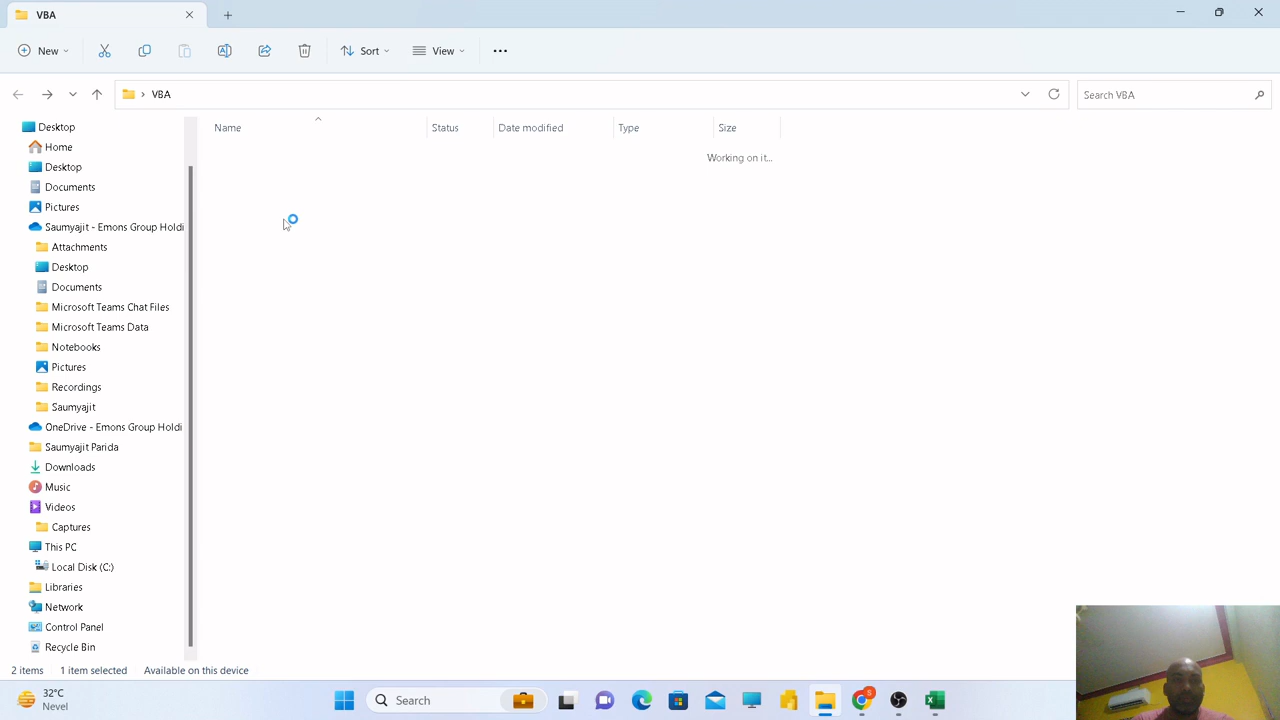 VBA
New
Sort
View
VBA
Search VBA
Name
Status
Date modified
Type
Size
Working on it...
Desktop
Home
Desktop
Documents
Pictures
Saumyajit - Emons Group Holdi
Attachments
Desktop
Documents
Microsoft Teams Chat Files
Microsoft Teams Data
Notebooks
Pictures
Recordings
Saumyajit
OneDrive - Emons Group Holdi
Saumyajit Parida
Downloads
Music
Videos
Captures
This PC
Local Disk (C:)
Libraries
Network
Control Panel
Recycle Bin
2 items
1 item selected
Available on this device
32°C
Nevel
Search